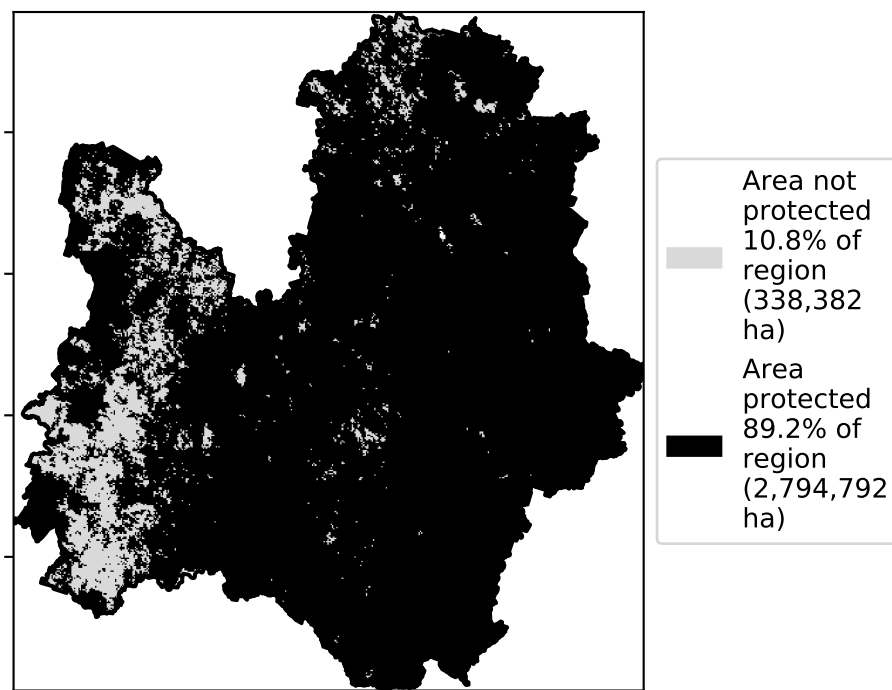 Area not
protected
10.8% of
region
(338,382
ha)
Area
protected
89.2% of
region
(2,794,792
ha)